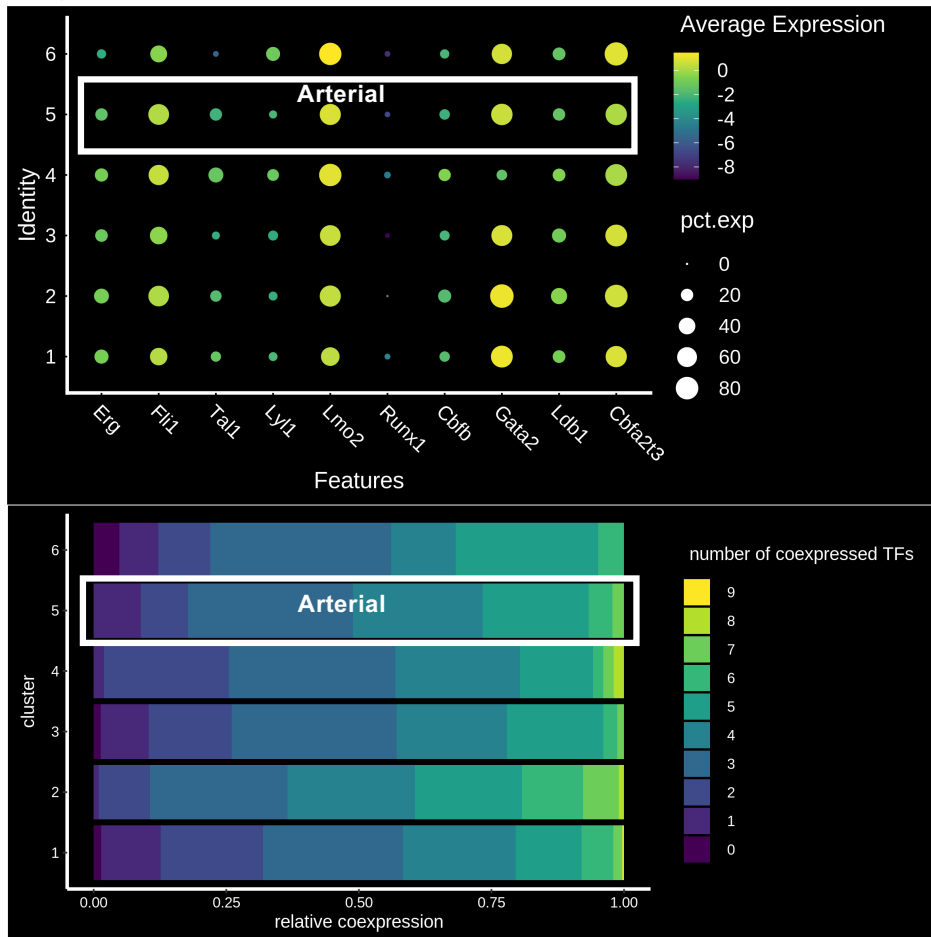 Average Expression
0
-2
-4
-6
-8
pct.exp
0
20
40
60
80
Identity
6
5
4
3
2
1
Arterial
Erg Fli1 Tal1 Lyl1 Lmo2 Runx1 Cbfb Gata2 Ldb1 Cbfa2t3
Features
number of coexpressed TFs
9
8
7
6
5
4
3
2
1
0
cluster
6
5
4
3
2
1
Arterial
0.00 0.25 0.50 0.75 1.00
relative coexpression